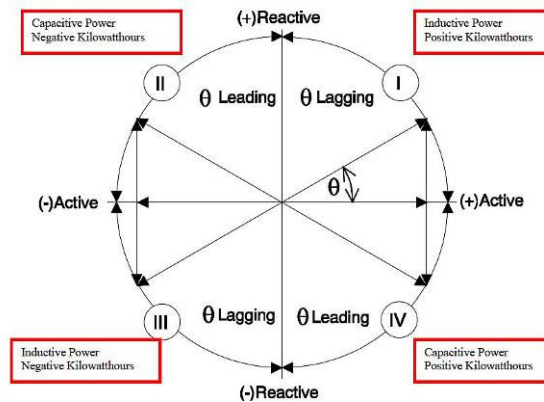 Capacitive Power
Negative Kilowatthours
(+)Reactive
Inductive Power
Positive Kilowatthours
II
I
θ Leading
θ Lagging
θ
(-)Active
(+)Active
III
θ Lagging
θ Leading
IV
Inductive Power
Negative Kilowatthours
Capacitive Power
Positive Kilowatthours
(-)Reactive